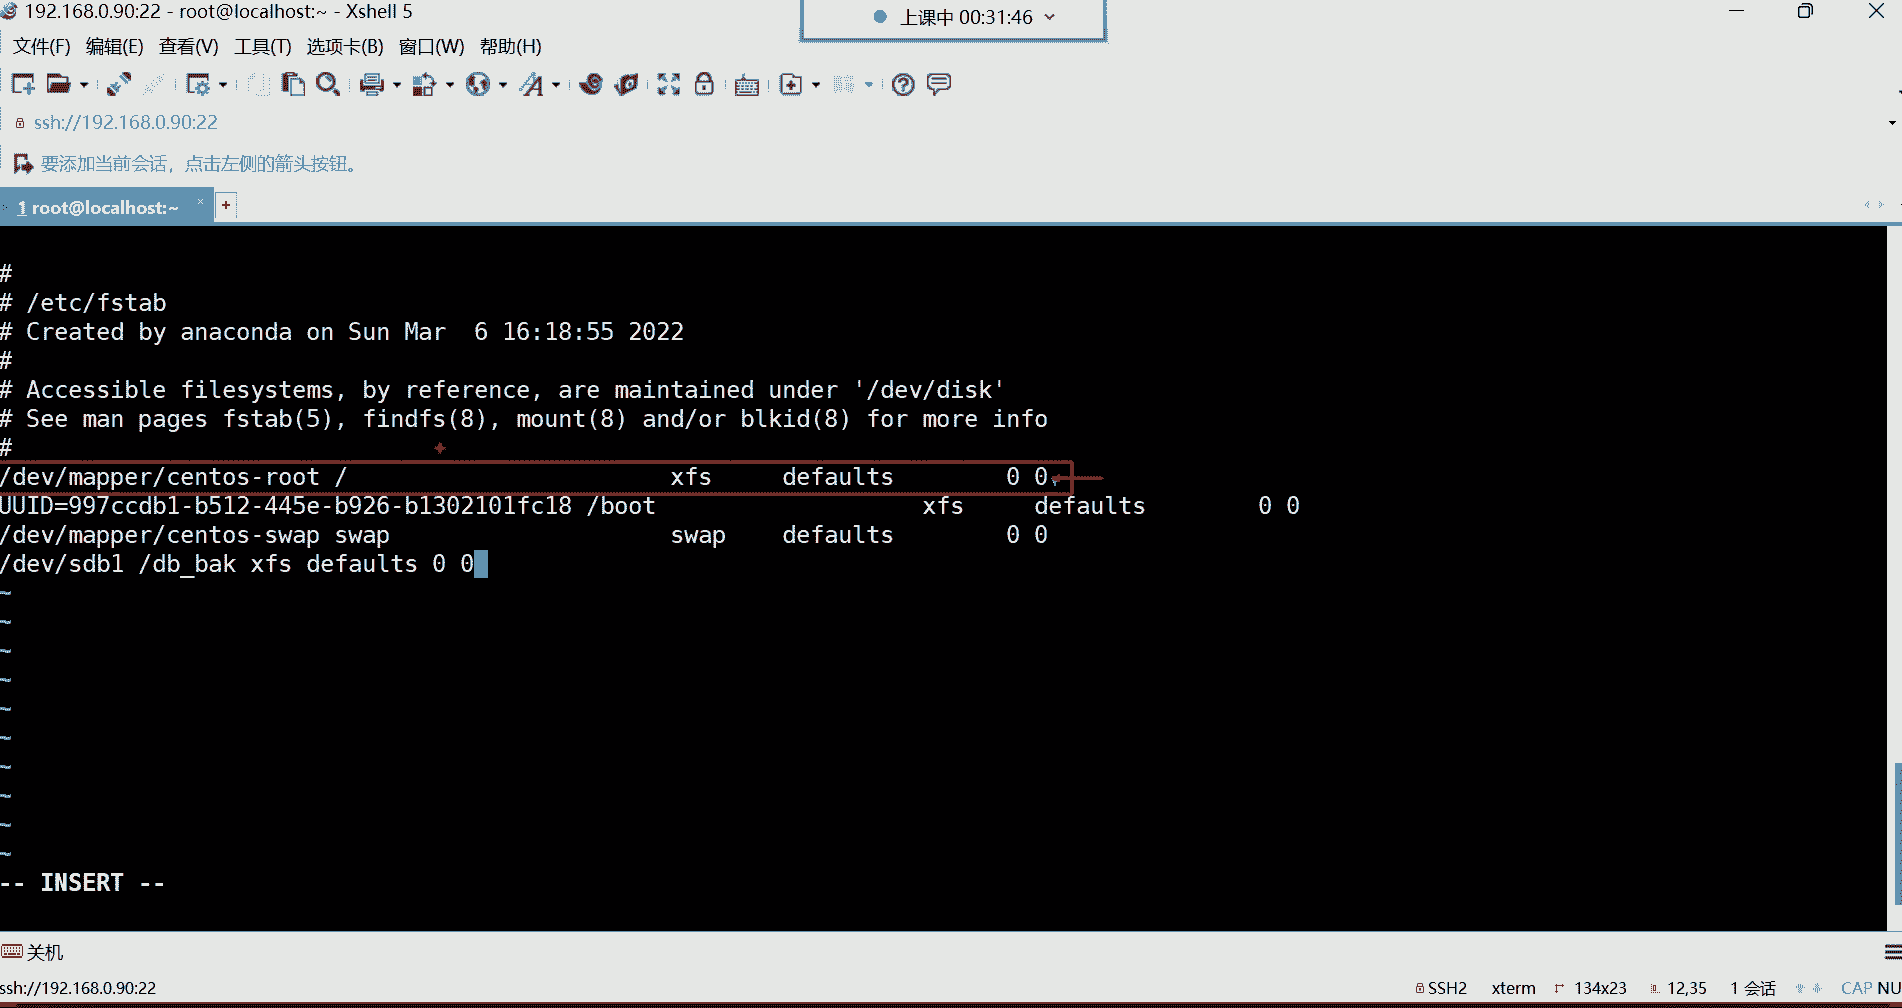 192.168.0.90:22 - root@localhost:~ - Xshell 5
上课中 00:31:46
文件(F) 编辑(E) 查看(V) 工具(T) 选项卡(B) 窗口(W) 帮助(H)
ssh://192.168.0.90:22
要添加当前会话，点击左侧的箭头按钮。
1 root@localhost:~ × +
#
# /etc/fstab
# Created by anaconda on Sun Mar  6 16:18:55 2022
#
# Accessible filesystems, by reference, are maintained under '/dev/disk'
# See man pages fstab(5), findfs(8), mount(8) and/or blkid(8) for more info
#
/dev/mapper/centos-root /                       xfs     defaults        0 0
UUID=997ccdb1-b512-445e-b926-b1302101fc18 /boot                   xfs     defaults        0 0
/dev/mapper/centos-swap swap                    swap    defaults        0 0
/dev/sdb1 /db_bak xfs defaults 0 0
~
~
~
~
~
~
~
~
~
~
-- INSERT --
关机
ssh://192.168.0.90:22
SSH2 xterm 134x23 12,35 1 会话 CAP NU